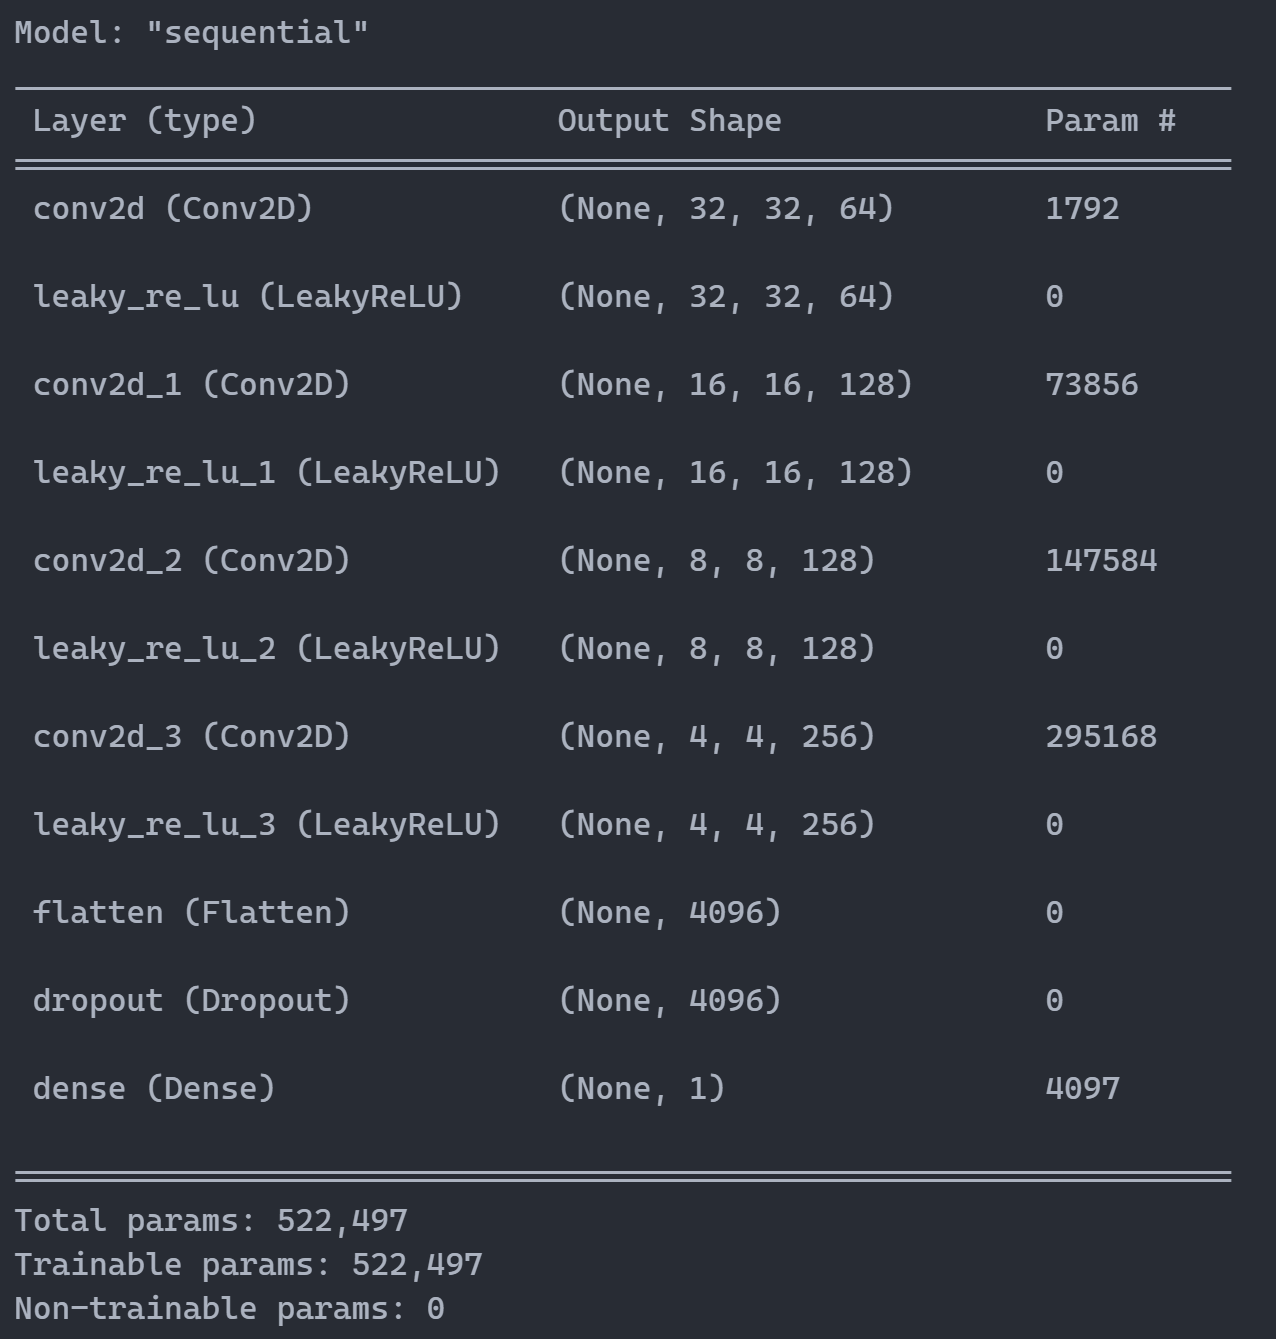 Model: "sequential"
Layer (type) Output Shape Param #
conv2d (Conv2D) (None, 32, 32, 64) 1792
leaky_re_lu (LeakyReLU) (None, 32, 32, 64) 0
conv2d_1 (Conv2D) (None, 16, 16, 128) 73856
leaky_re_lu_1 (LeakyReLU) (None, 16, 16, 128) 0
conv2d_2 (Conv2D) (None, 8, 8, 128) 147584
leaky_re_lu_2 (LeakyReLU) (None, 8, 8, 128) 0
conv2d_3 (Conv2D) (None, 4, 4, 256) 295168
leaky_re_lu_3 (LeakyReLU) (None, 4, 4, 256) 0
flatten (Flatten) (None, 4096) 0
dropout (Dropout) (None, 4096) 0
dense (Dense) (None, 1) 4097
Total params: 522,497
Trainable params: 522,497
Non-trainable params: 0